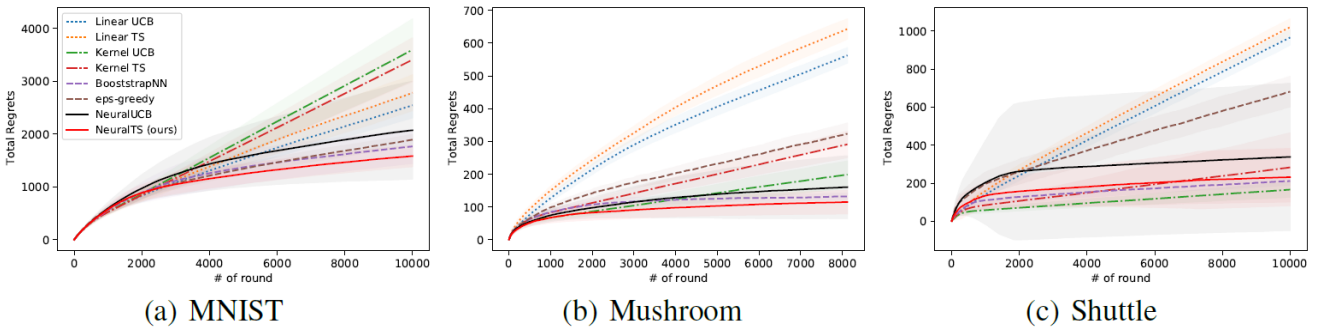 4000
3000
2000
1000
0
Total Regrets
Linear UCB
Linear TS
Kernel UCB
Kernel TS
BooststrapNN
eps-greedy
NeuralUCB
NeuralTS (ours)
0 2000 4000 6000 8000 10000
# of round
(a) MNIST
700
600
500
400
300
200
100
0
Total Regrets
0 1000 2000 3000 4000 5000 6000 7000 8000
# of round
(b) Mushroom
1000
800
600
400
200
0
Total Regrets
0 2000 4000 6000 8000 10000
# of round
(c) Shuttle